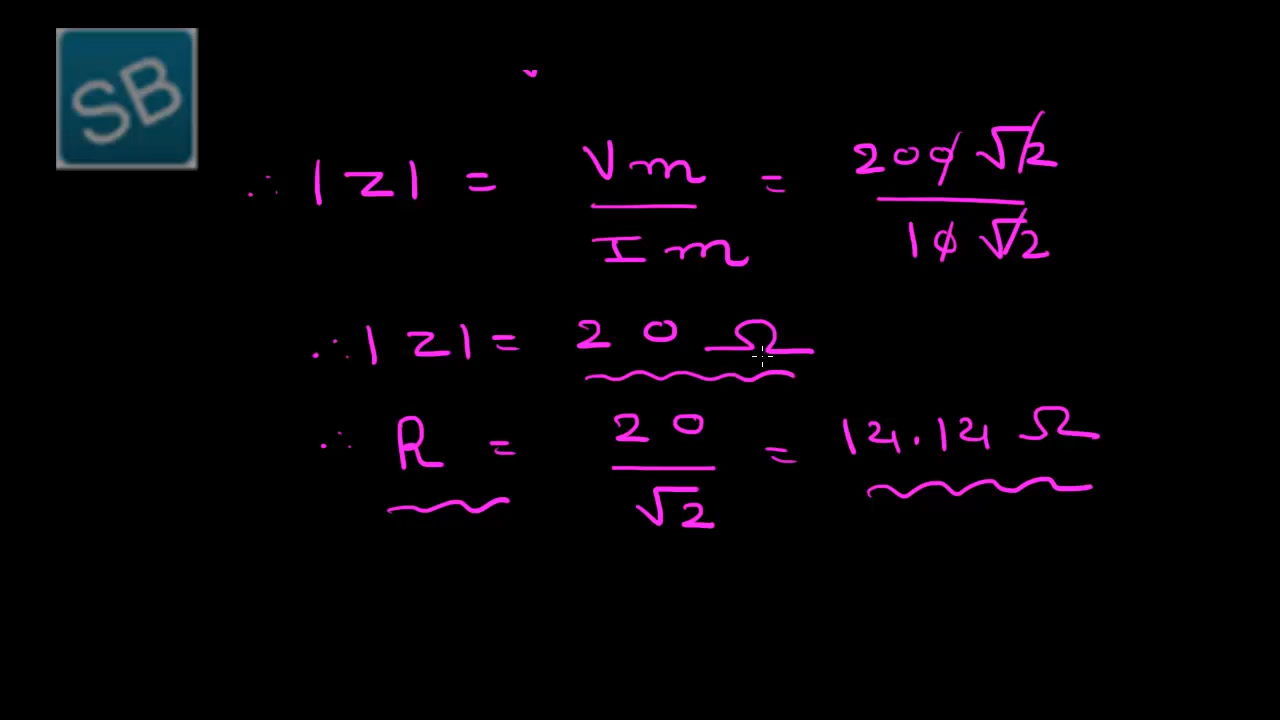 SB
∴ |Z| = Vm / Im = 200√2 / 10√2
∴ |Z| = 20 Ω
∴ R = 20 / √2 = 14.14 Ω